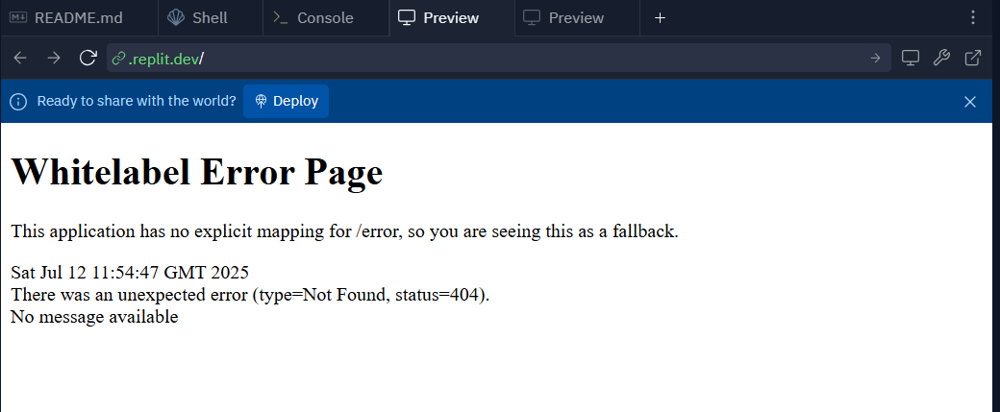 README.md Shell Console Preview Preview
.replit.dev/
Ready to share with the world? Deploy
Whitelabel Error Page
This application has no explicit mapping for /error, so you are seeing this as a fallback.
Sat Jul 12 11:54:47 GMT 2025
There was an unexpected error (type=Not Found, status=404).
No message available